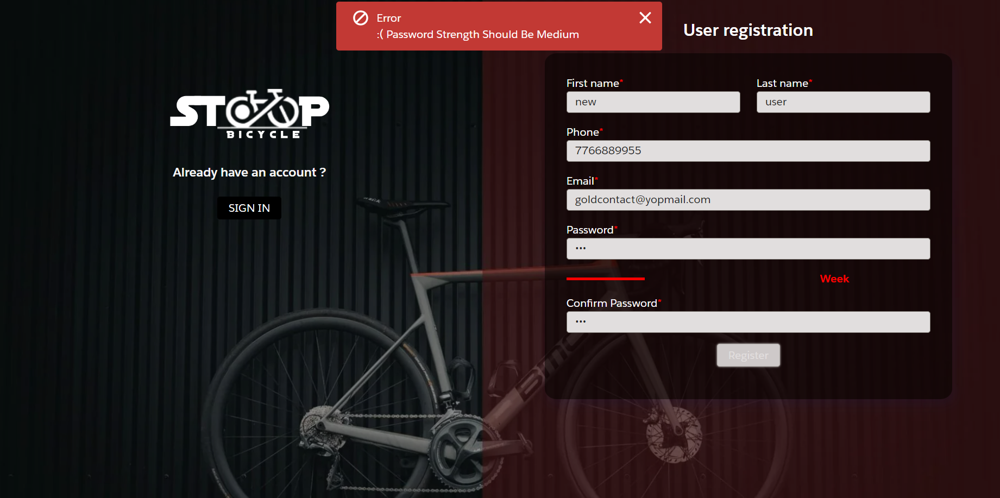 Error
:( Password Strength Should Be Medium
User registration
STOOP
BICYCLE
Already have an account ?
SIGN IN
First name*
Last name*
new
user
Phone*
7766889955
Email*
goldcontact@yopmail.com
Password*
•••
Week
Confirm Password*
•••
Register